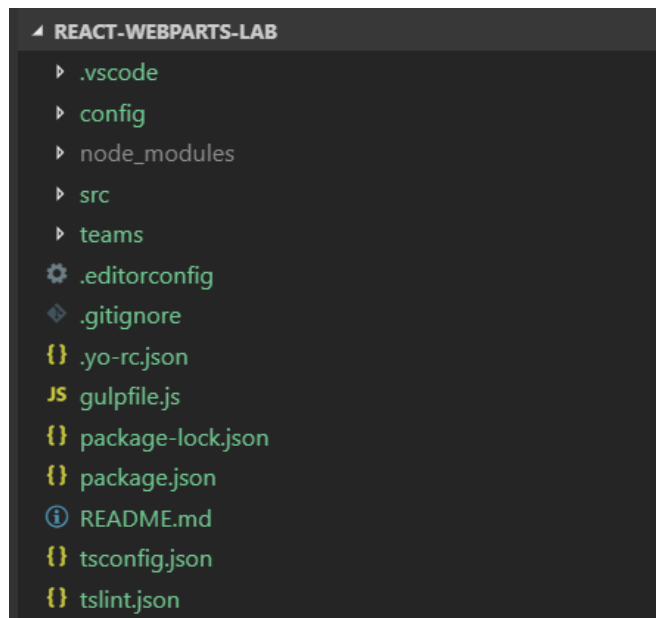 REACT-WEBPARTS-LAB
.vscode
config
node_modules
src
teams
.editorconfig
.gitignore
{} .yo-rc.json
JS gulpfile.js
{} package-lock.json
{} package.json
README.md
{} tsconfig.json
{} tslint.json